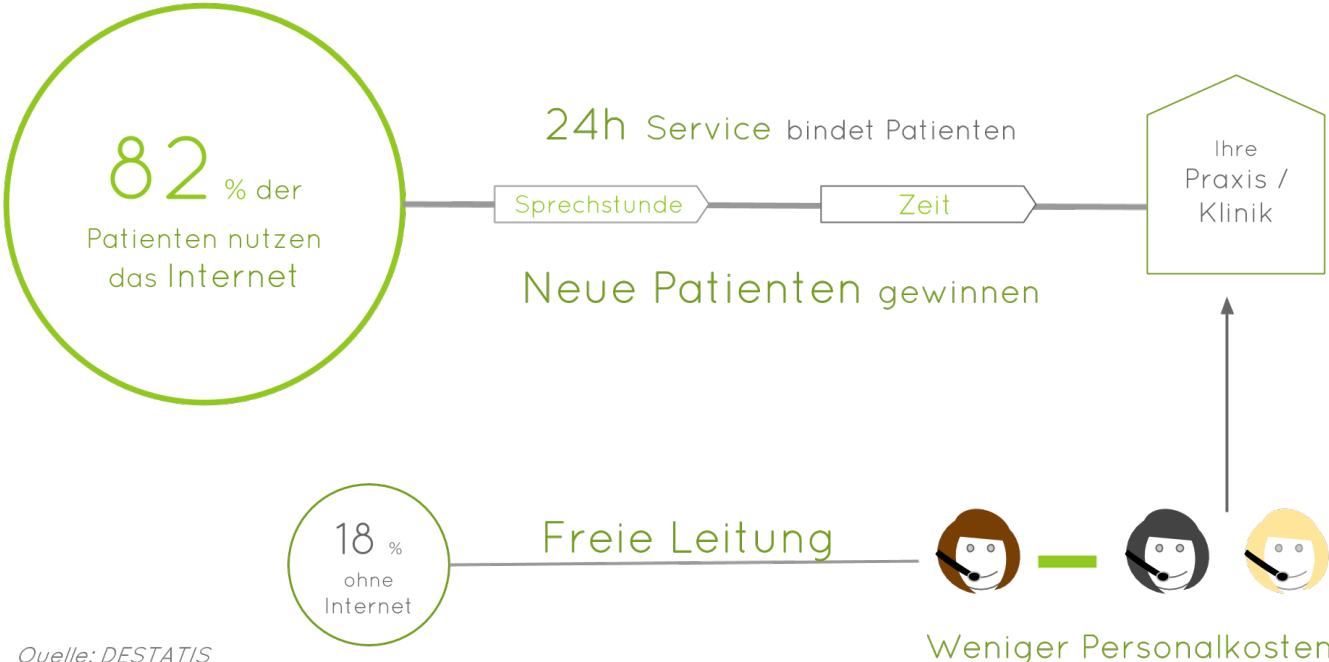 82 % der
Patienten nutzen
das Internet
24h Service bindet Patienten
Sprechstunde
Zeit
Neue Patienten gewinnen
Ihre
Praxis /
Klinik
18 %
ohne
Internet
Freie Leitung
Weniger Personalkosten
Quelle: DESTATIS